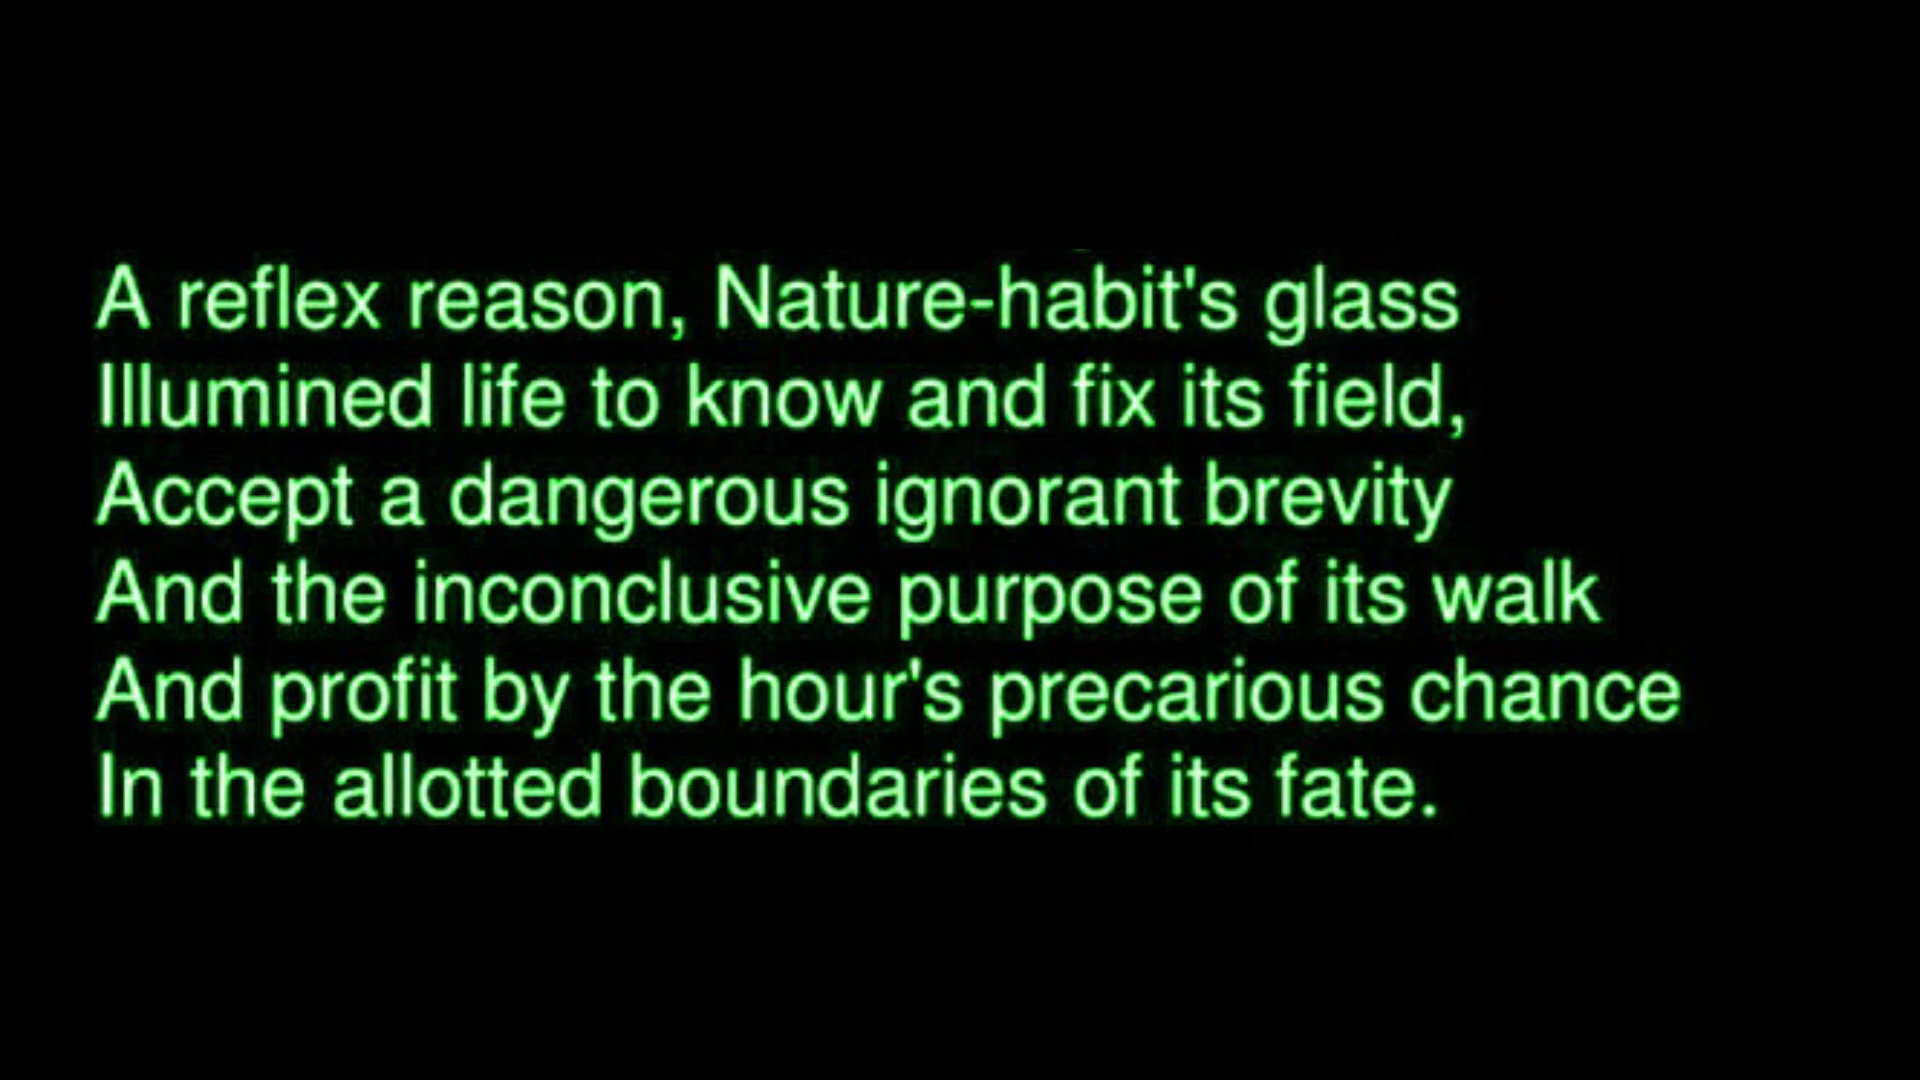 A reflex reason, Nature-habit's glass
Illumined life to know and fix its field,
Accept a dangerous ignorant brevity
And the inconclusive purpose of its walk
And profit by the hour's precarious chance
In the allotted boundaries of its fate.